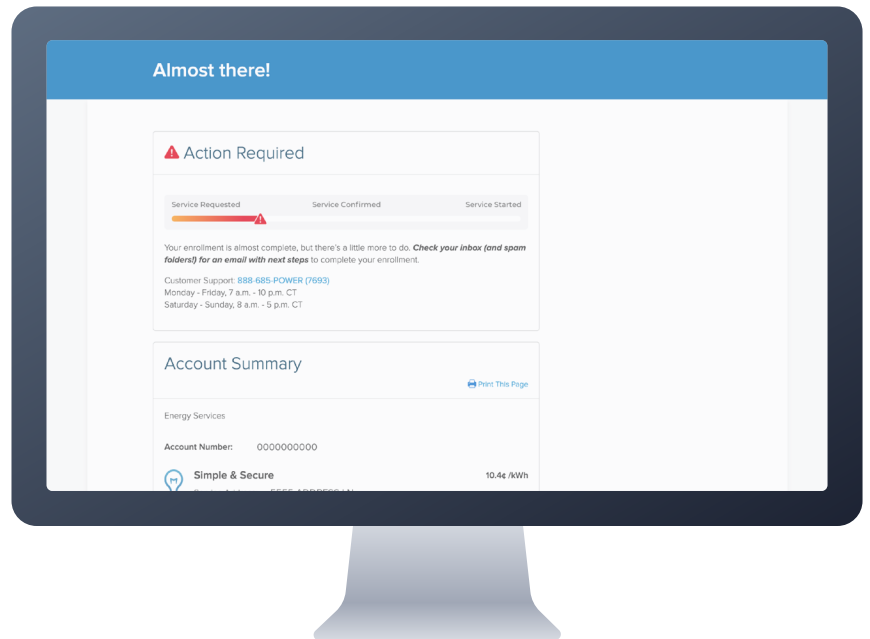 Almost there!
Action Required
Service Requested Service Confirmed Service Started
Your enrollment is almost complete, but there's a little more to do. Check your inbox (and spam
folders!) for an email with next steps to complete your enrollment.
Customer Support: 888-685-POWER (7693)
Monday - Friday, 7 a.m. - 10 p.m. CT
Saturday - Sunday, 8 a.m. - 5 p.m. CT
Account Summary
Print This Page
Energy Services
Account Number: 0000000000
Simple & Secure 10.4¢ /kWh